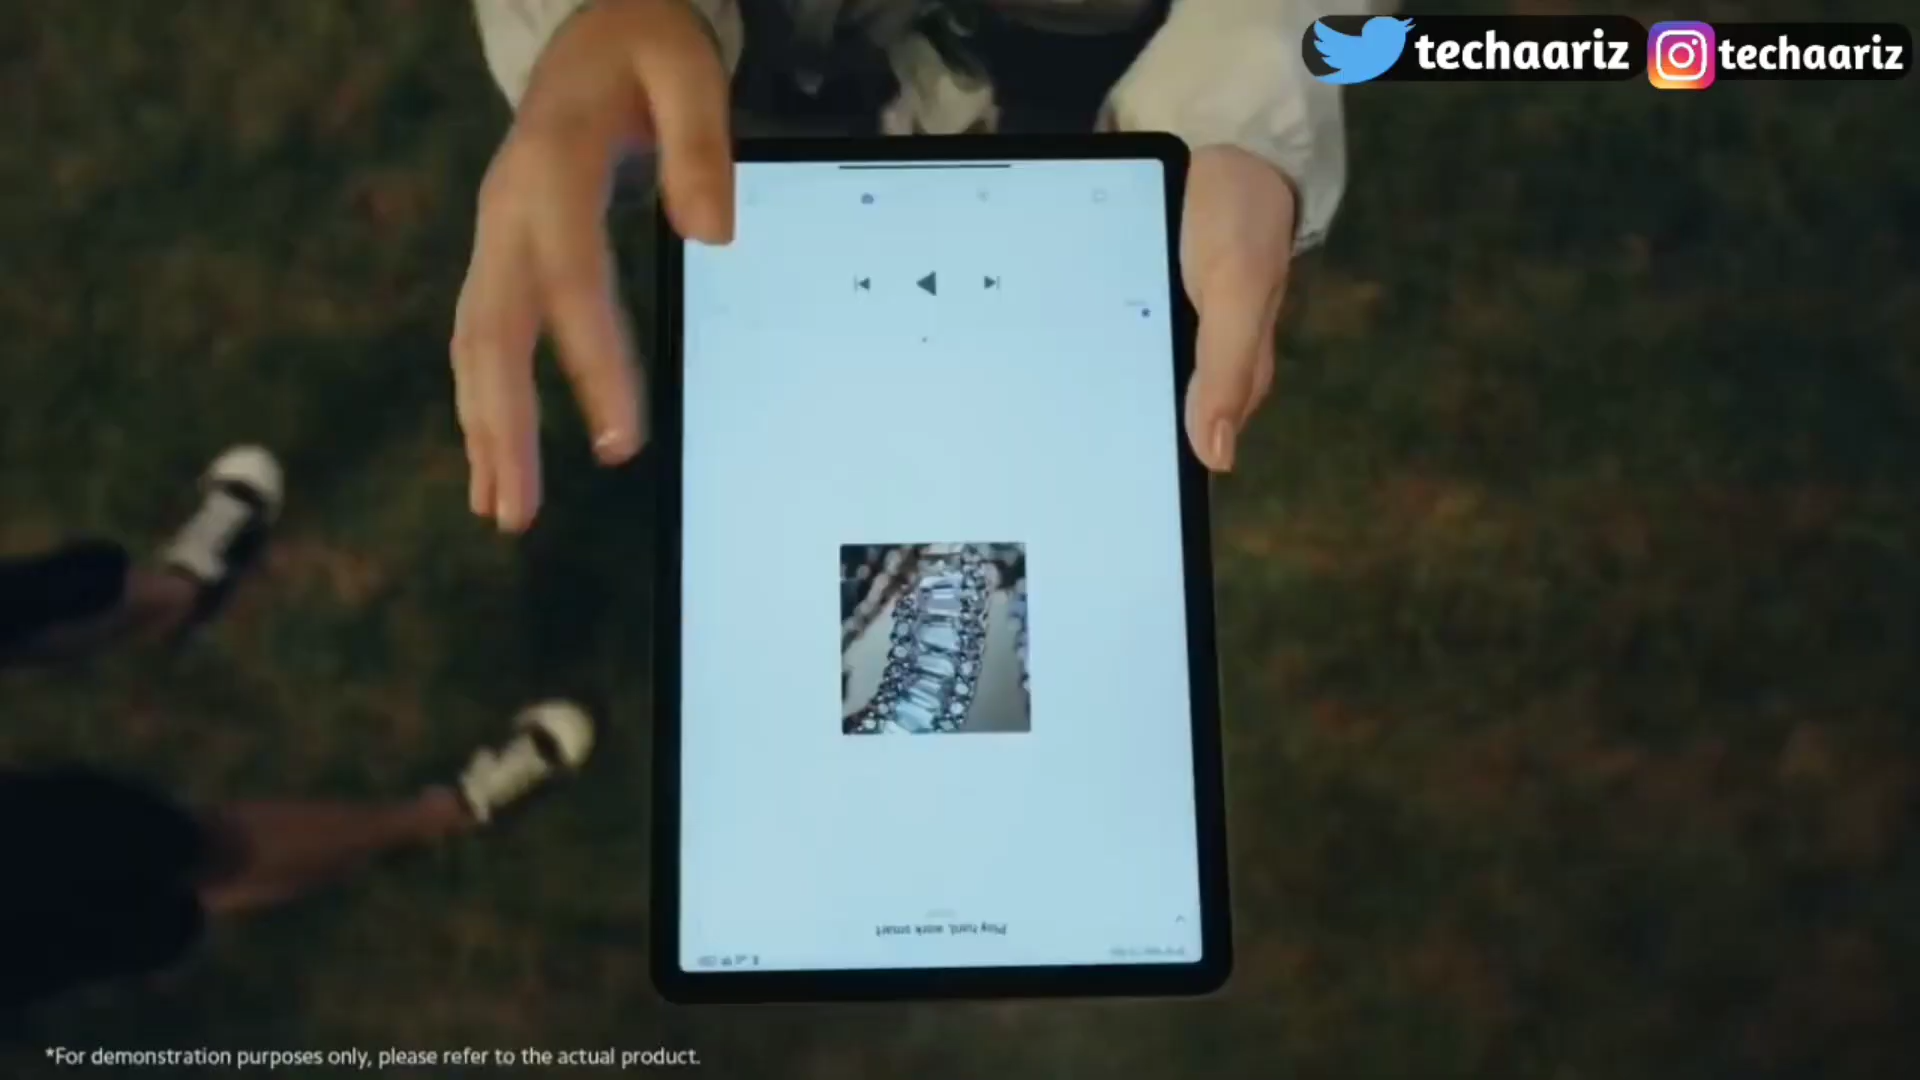 techaariz techaariz
Play hard, work smart
*For demonstration purposes only, please refer to the actual product.